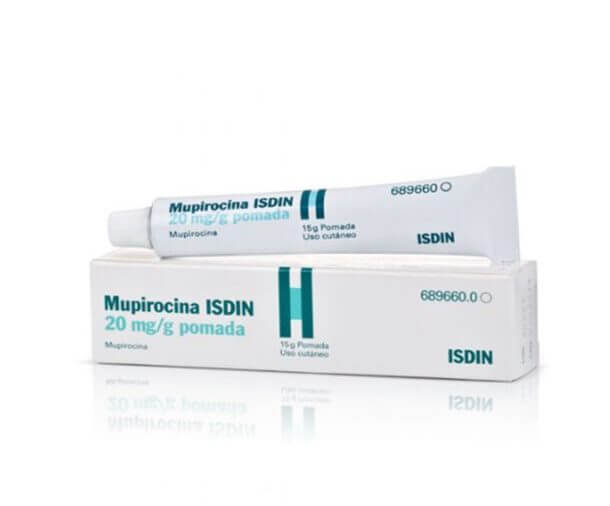 Mupirocina ISDIN
20 mg/g pomada
Mupirocina
15g Pomada
Uso cutáneo
689660 O
ISDIN
Mupirocina ISDIN
20 mg/g pomada
Mupirocina
15g Pomada
Uso cutáneo
689660.0 O
ISDIN